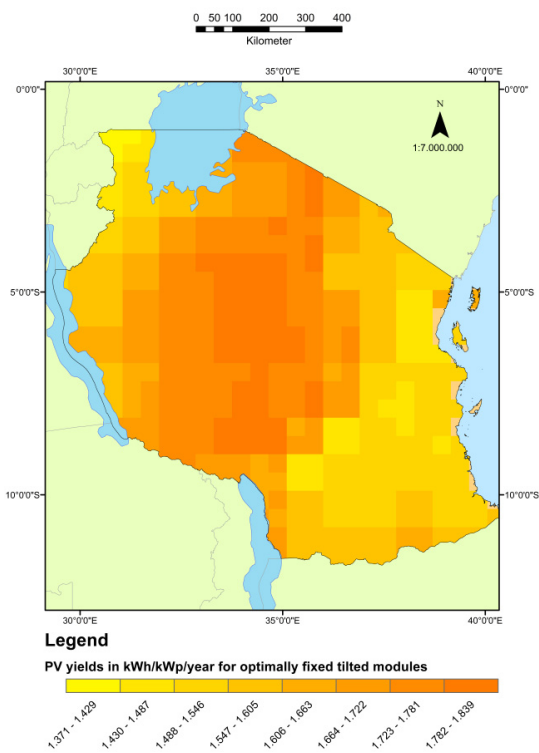 0 50 100 200 300 400
Kilometer
30°0'0"E 35°0'0"E 40°0'0"E
0°0'0" 0°0'0"
N
1:7.000.000
5°0'0"S 5°0'0"S
10°0'0"S 10°0'0"S
30°0'0"E 35°0'0"E 40°0'0"E
Legend
PV yields in kWh/kWp/year for optimally fixed tilted modules
1.371 - 1.429
1.430 - 1.487
1.488 - 1.546
1.547 - 1.605
1.606 - 1.663
1.664 - 1.722
1.723 - 1.781
1.782 - 1.839